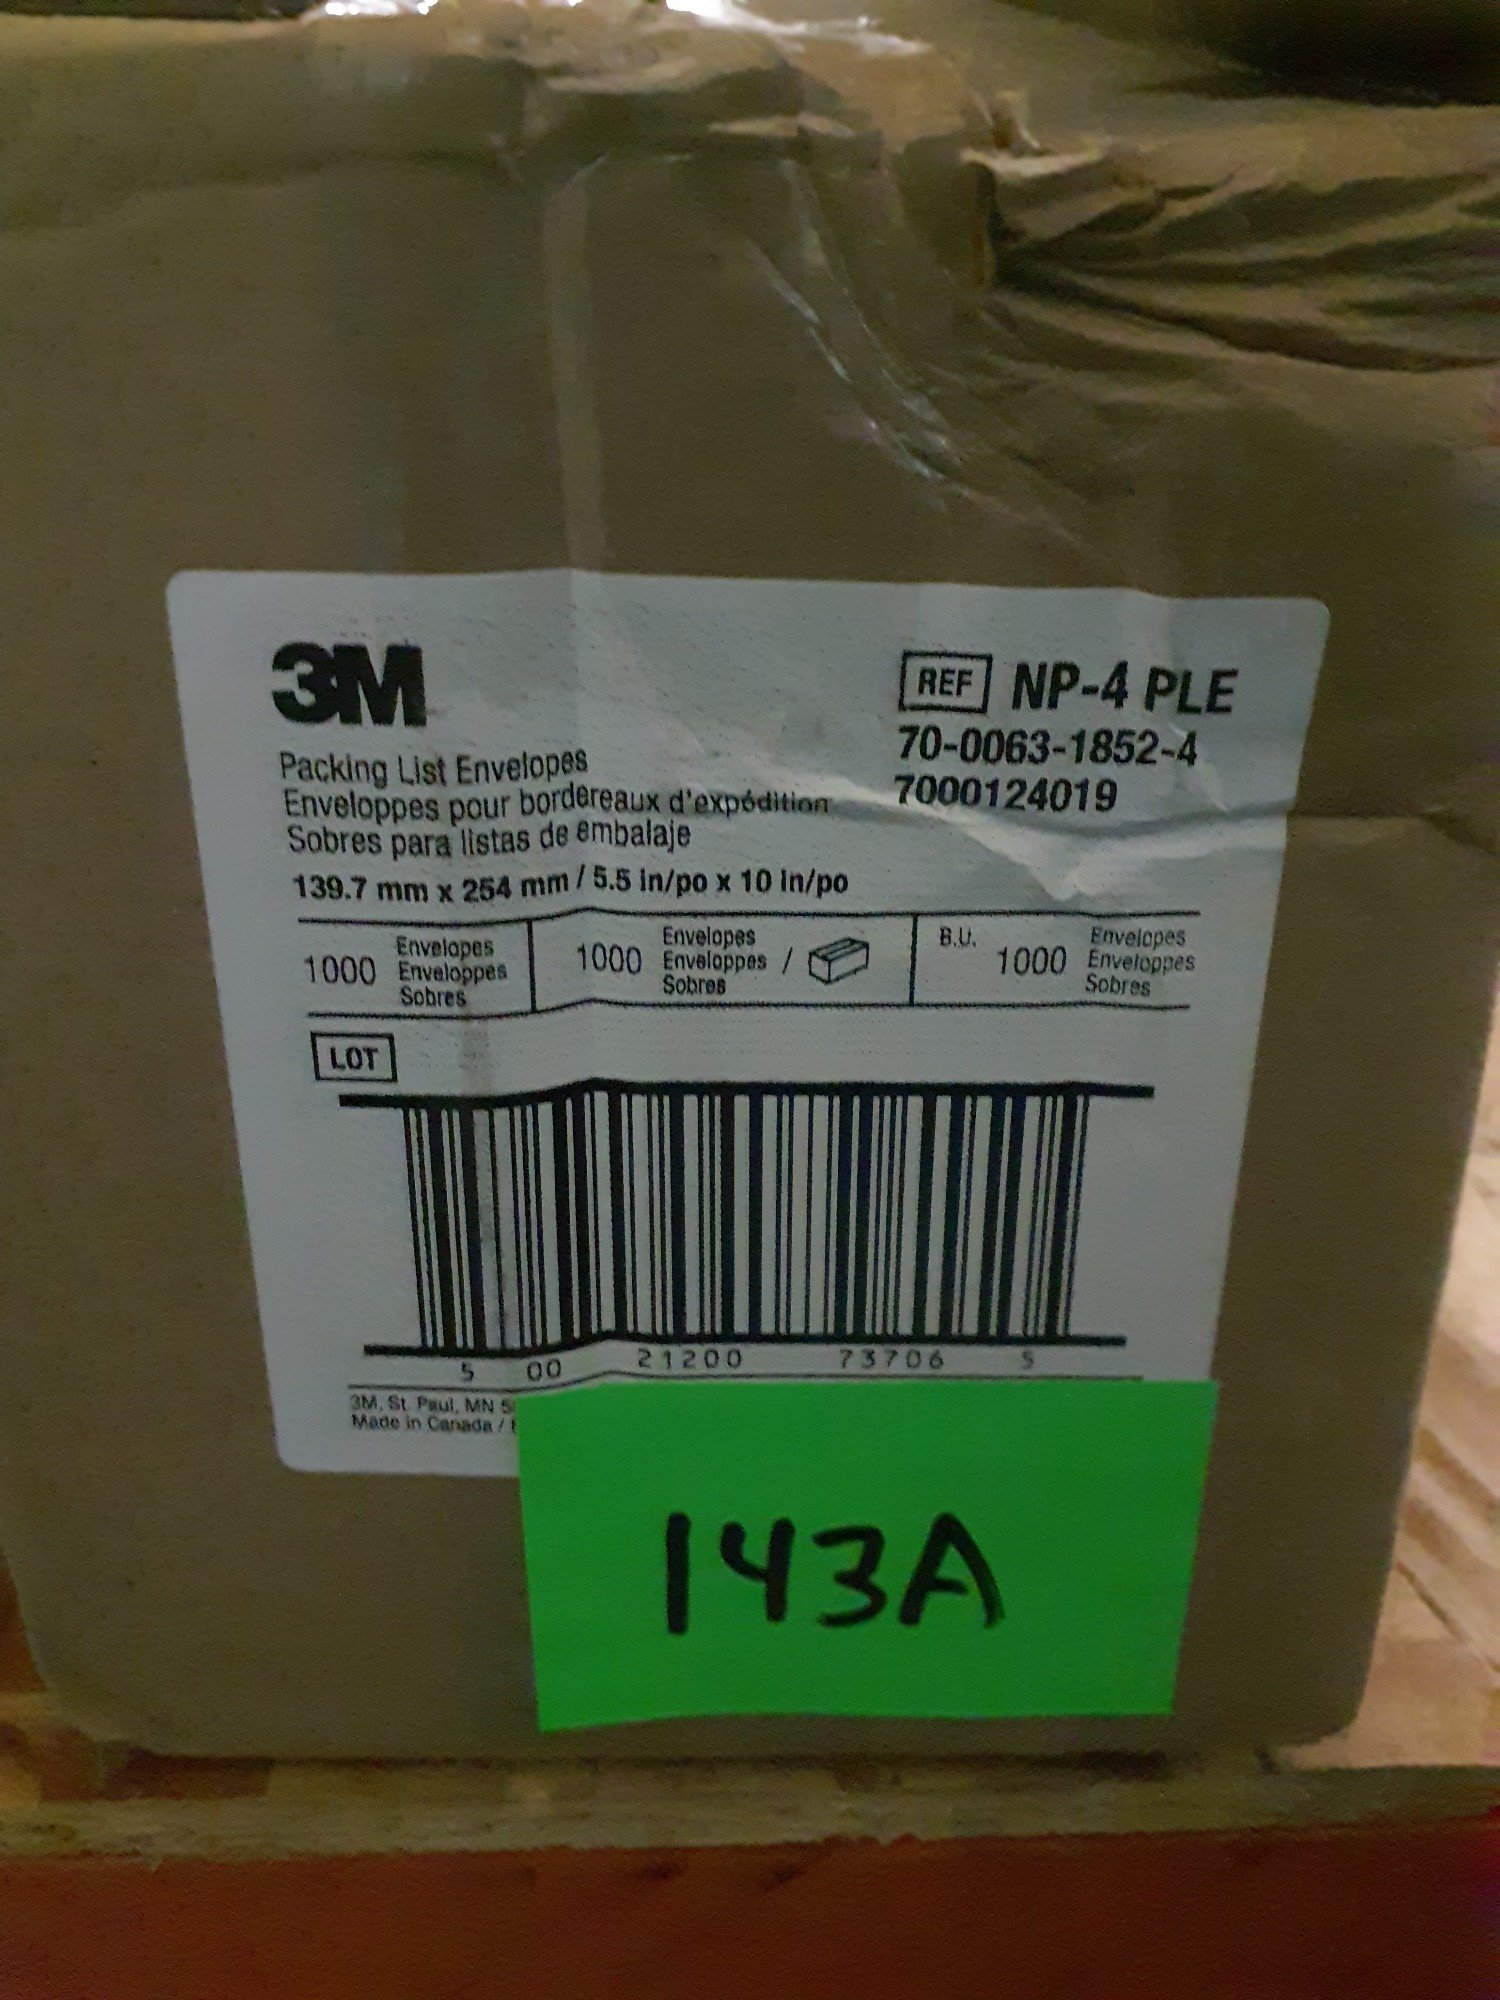 3M
REF NP-4 PLE
70-0063-1852-4
7000124019
Packing List Envelopes
Enveloppes pour bordereaux d'expédition
Sobres para listas de embalaje
139.7 mm x 254 mm / 5.5 in/po x 10 in/po
1000 Envelopes
Enveloppes
Sobres
1000 Envelopes
Enveloppes /
Sobres
B.U. 1000 Envelopes
Enveloppes
Sobres
LOT
5 00 21200 73706 5
3M, St. Paul, MN
Made in Canada /
143A